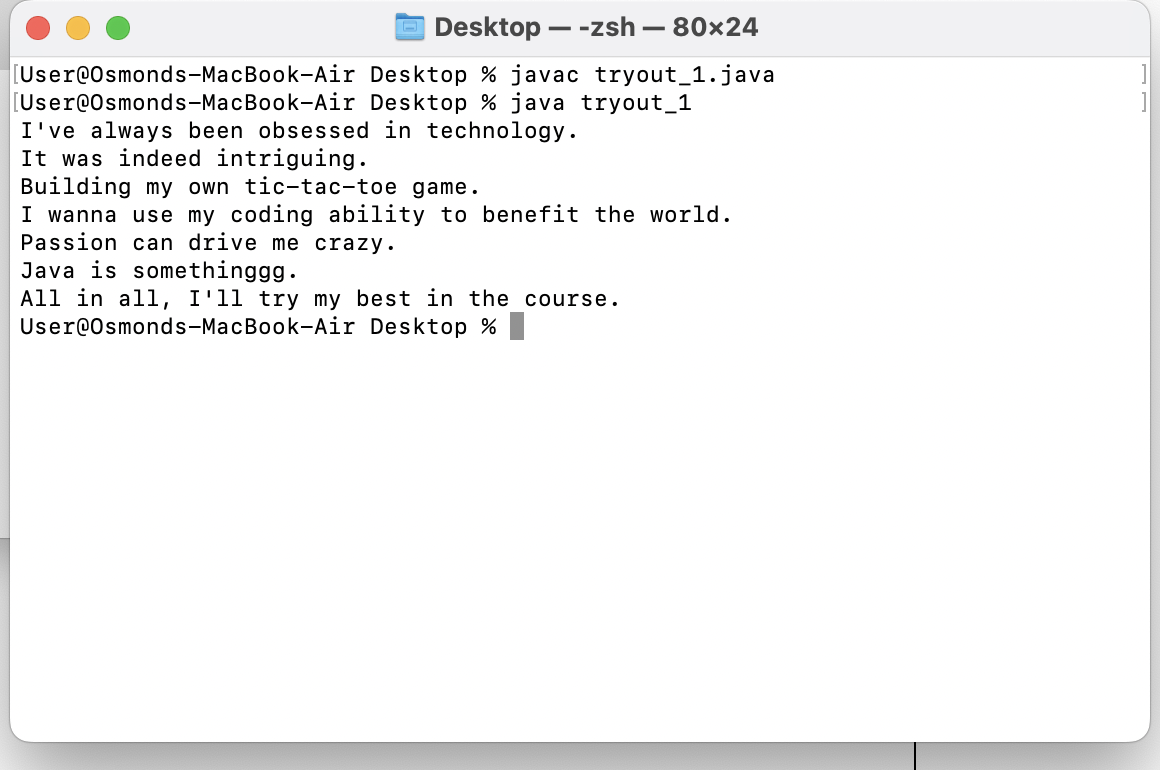 Desktop — -zsh — 80×24
[User@Osmonds-MacBook-Air Desktop % javac tryout_1.java ]
[User@Osmonds-MacBook-Air Desktop % java tryout_1 ]
I've always been obsessed in technology.
It was indeed intriguing.
Building my own tic-tac-toe game.
I wanna use my coding ability to benefit the world.
Passion can drive me crazy.
Java is somethinggg.
All in all, I'll try my best in the course.
User@Osmonds-MacBook-Air Desktop %